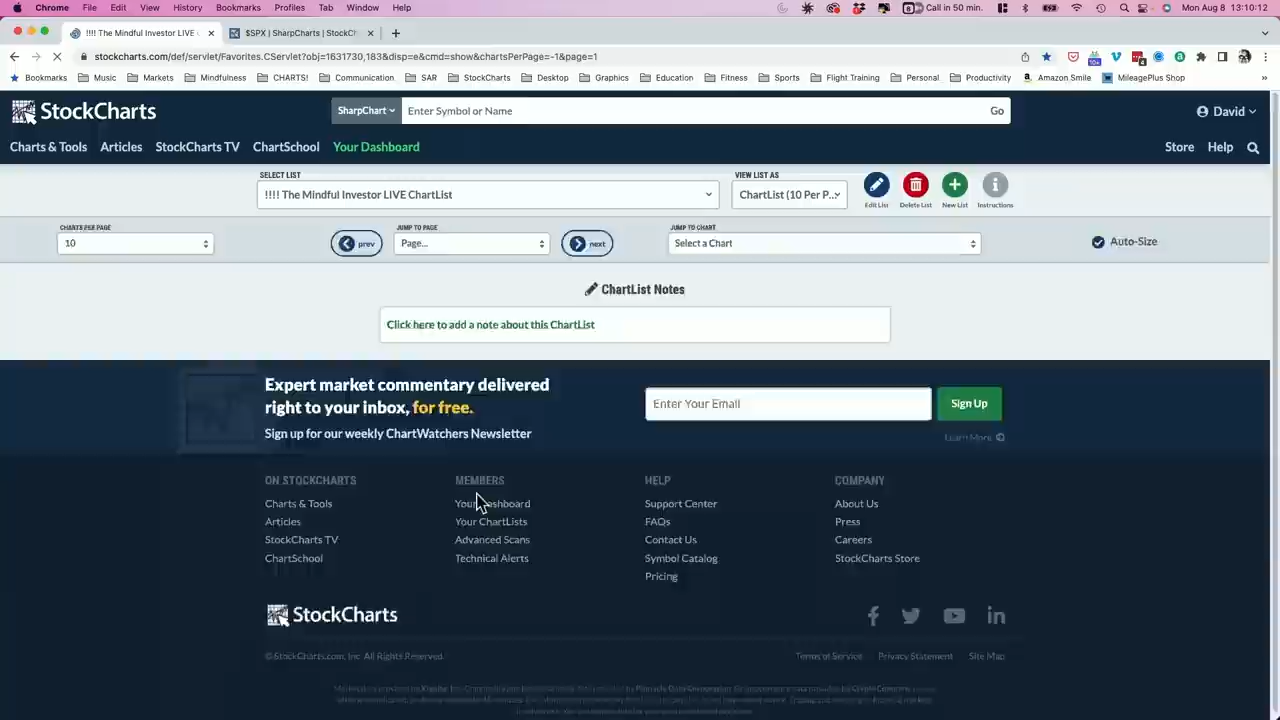 Chrome File Edit View History Bookmarks Profiles Tab Window Help Call in 50 min. Mon Aug 8 13:10:12
!!!! The Mindful Investor LIVE $SPX | SharpCharts | StockCh
stockcharts.com/def/servlet/Favorites.CServlet?obj=1631730,183&disp=e&cmd=show&chartsPerPage=-1&page=1
Bookmarks Music Markets Mindfulness CHARTS! Communication SAR StockCharts Desktop Graphics Education Fitness Sports Flight Training Personal Productivity Amazon Smile MileagePlus Shop »
StockCharts SharpChart Enter Symbol or Name Go David
Charts & Tools Articles StockCharts TV ChartSchool Your Dashboard Store Help
SELECT LIST VIEW LIST AS
!!!! The Mindful Investor LIVE ChartList ChartList (10 Per P...
Edit List Delete List New List Instructions
CHARTS PER PAGE JUMP TO PAGE JUMP TO CHART
10 prev Page... next Select a Chart Auto-Size
ChartList Notes
Click here to add a note about this ChartList
Expert market commentary delivered
right to your inbox, for free.
Enter Your Email Sign Up
Sign up for our weekly ChartWatchers Newsletter
Learn More
ON STOCKCHARTS MEMBERS HELP COMPANY
Charts & Tools Your Dashboard Support Center About Us
Articles Your ChartLists FAQs Press
StockCharts TV Advanced Scans Contact Us Careers
ChartSchool Technical Alerts Symbol Catalog StockCharts Store
Pricing
StockCharts
© StockCharts.com, Inc. All Rights Reserved. Terms of Service Privacy Statement Site Map